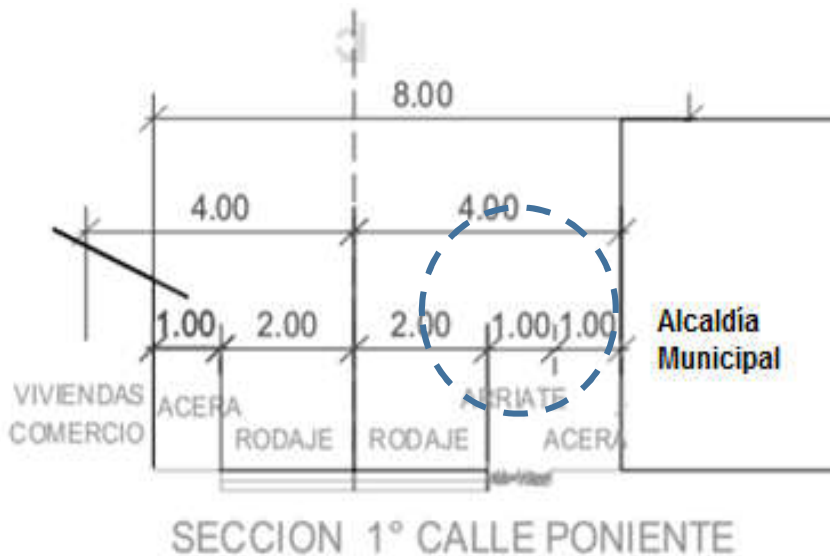 8.00
4.00 4.00
1.00 2.00 2.00 1.00 1.00
Alcaldía
Municipal
VIVIENDAS
COMERCIO
ACERA
RODAJE RODAJE
ARRIATE
ACERA
SECCION 1° CALLE PONIENTE